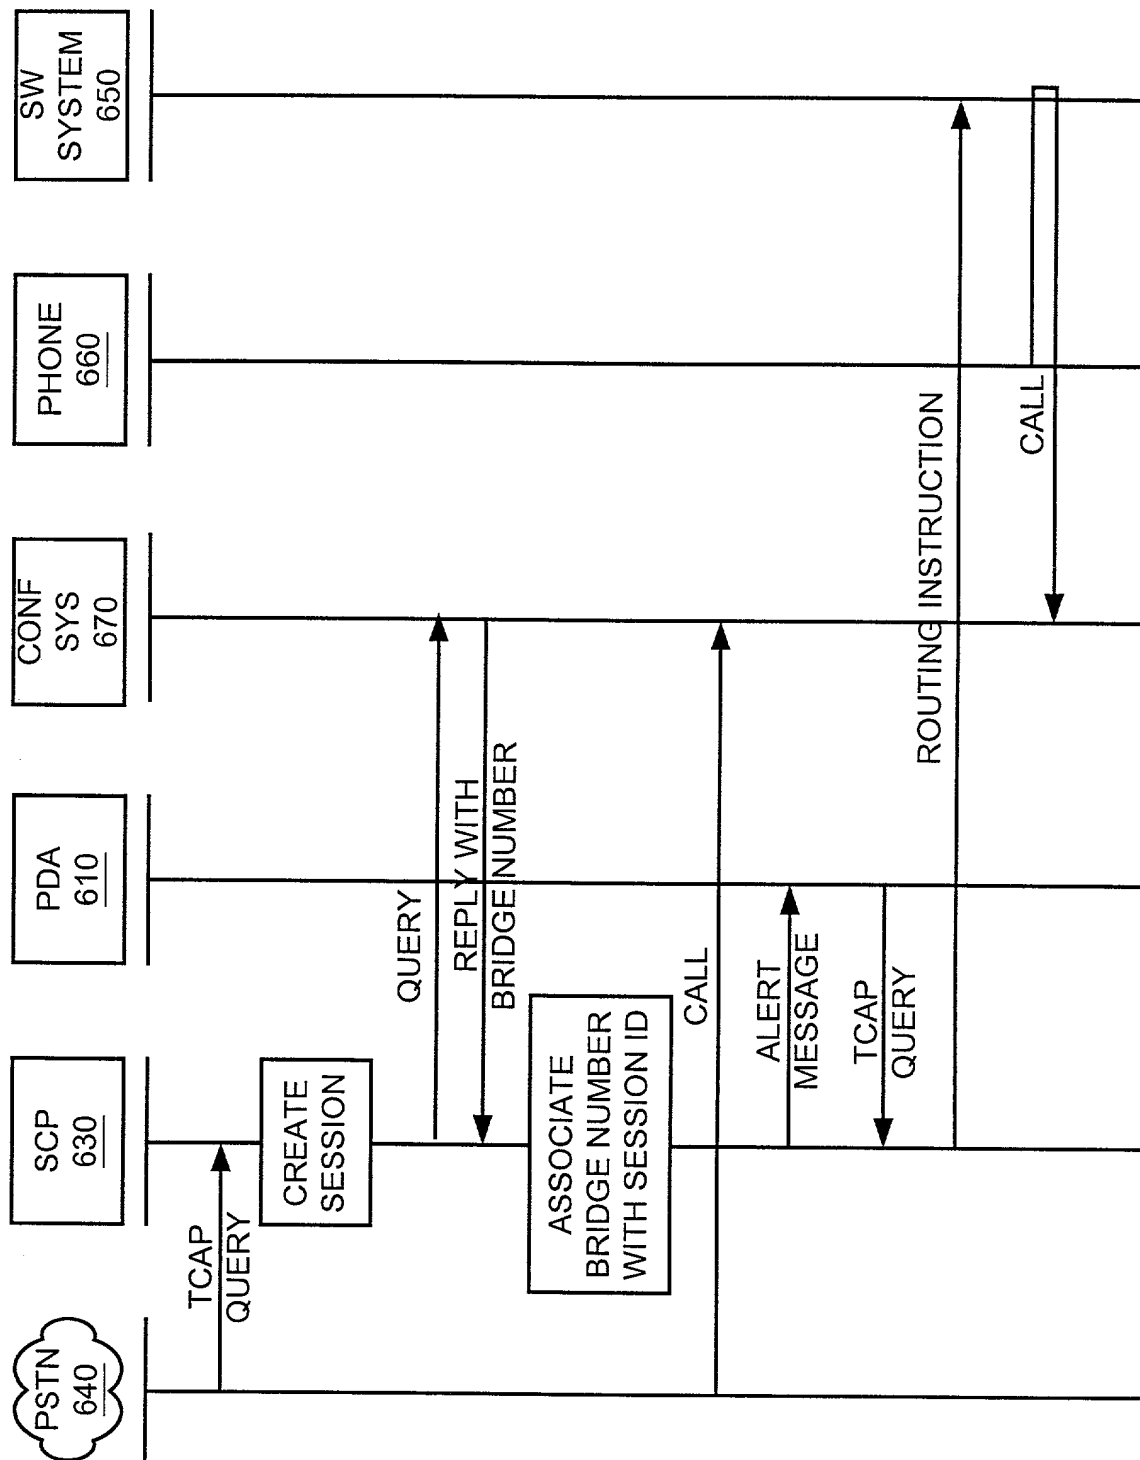 PSTN
640
SCP
630
PDA
610
CONF
SYS
670
PHONE
660
SW
SYSTEM
650
TCAP
QUERY
CREATE
SESSION
QUERY
REPLY WITH
BRIDGE NUMBER
ASSOCIATE
BRIDGE NUMBER
WITH SESSION ID
CALL
ALERT
MESSAGE
TCAP
QUERY
ROUTING INSTRUCTION
CALL